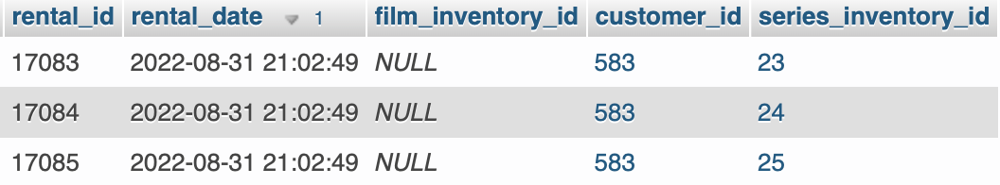 rental_id rental_date 1 film_inventory_id customer_id series_inventory_id
17083 2022-08-31 21:02:49 NULL 583 23
17084 2022-08-31 21:02:49 NULL 583 24
17085 2022-08-31 21:02:49 NULL 583 25